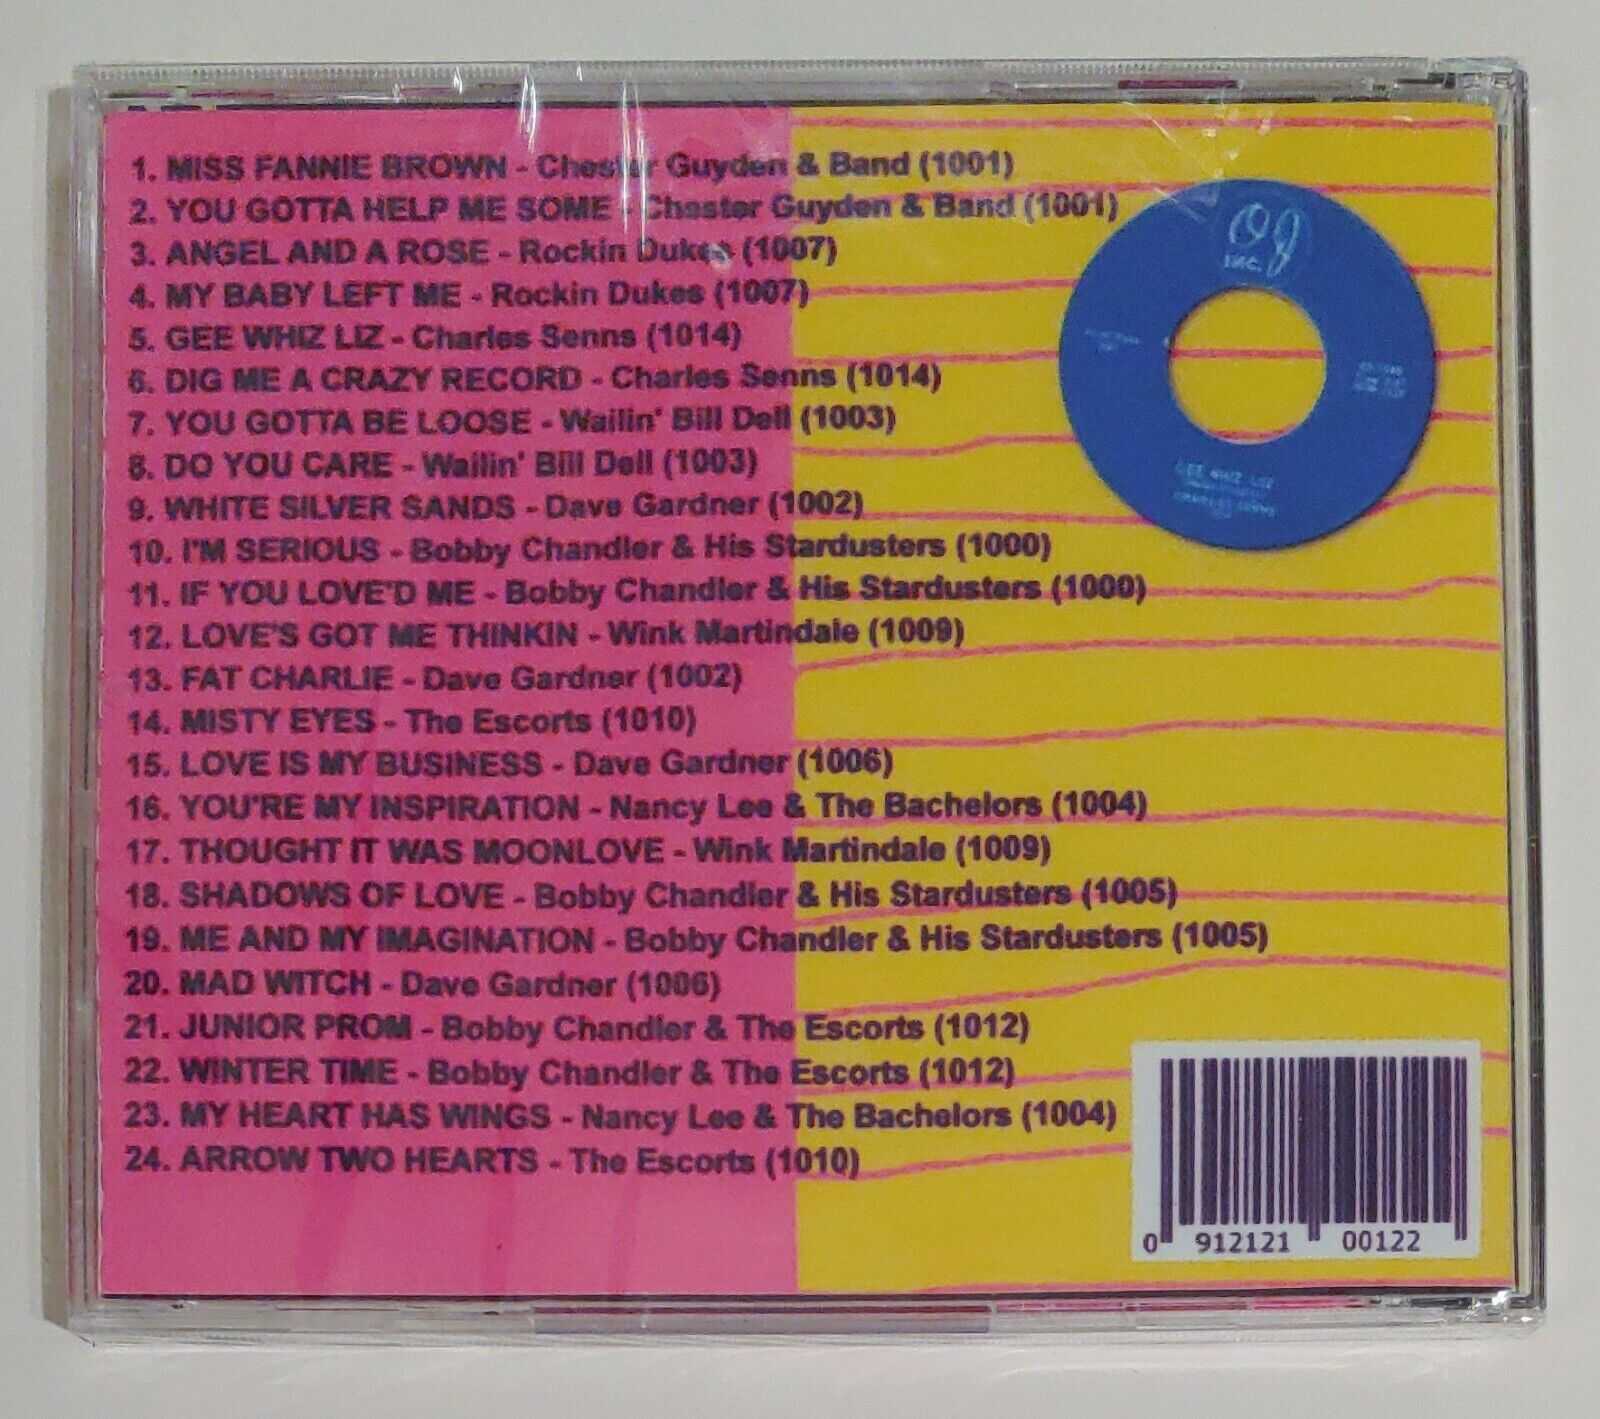 1. MISS FANNIE BROWN - Chester Guyden & Band (1001)
2. YOU GOTTA HELP ME SOME - Chester Guyden & Band (1001)
3. ANGEL AND A ROSE - Rockin Dukes (1007)
4. MY BABY LEFT ME - Rockin Dukes (1007)
5. GEE WHIZ LIZ - Charles Senns (1014)
6. DIG ME A CRAZY RECORD - Charles Senns (1014)
7. YOU GOTTA BE LOOSE - Wailin' Bill Dell (1003)
8. DO YOU CARE - Wailin' Bill Dell (1003)
9. WHITE SILVER SANDS - Dave Gardner (1002)
10. I'M SERIOUS - Bobby Chandler & His Stardusters (1000)
11. IF YOU LOVE'D ME - Bobby Chandler & His Stardusters (1000)
12. LOVE'S GOT ME THINKIN - Wink Martindale (1009)
13. FAT CHARLIE - Dave Gardner (1002)
14. MISTY EYES - The Escorts (1010)
15. LOVE IS MY BUSINESS - Dave Gardner (1006)
16. YOU'RE MY INSPIRATION - Nancy Lee & The Bachelors (1004)
17. THOUGHT IT WAS MOONLOVE - Wink Martindale (1009)
18. SHADOWS OF LOVE - Bobby Chandler & His Stardusters (1005)
19. ME AND MY IMAGINATION - Bobby Chandler & His Stardusters (1005)
20. MAD WITCH - Dave Gardner (1006)
21. JUNIOR PROM - Bobby Chandler & The Escorts (1012)
22. WINTER TIME - Bobby Chandler & The Escorts (1012)
23. MY HEART HAS WINGS - Nancy Lee & The Bachelors (1004)
24. ARROW TWO HEARTS - The Escorts (1010)
OJ
INC.
GEE WHIZ LIZ
0 912121 00122